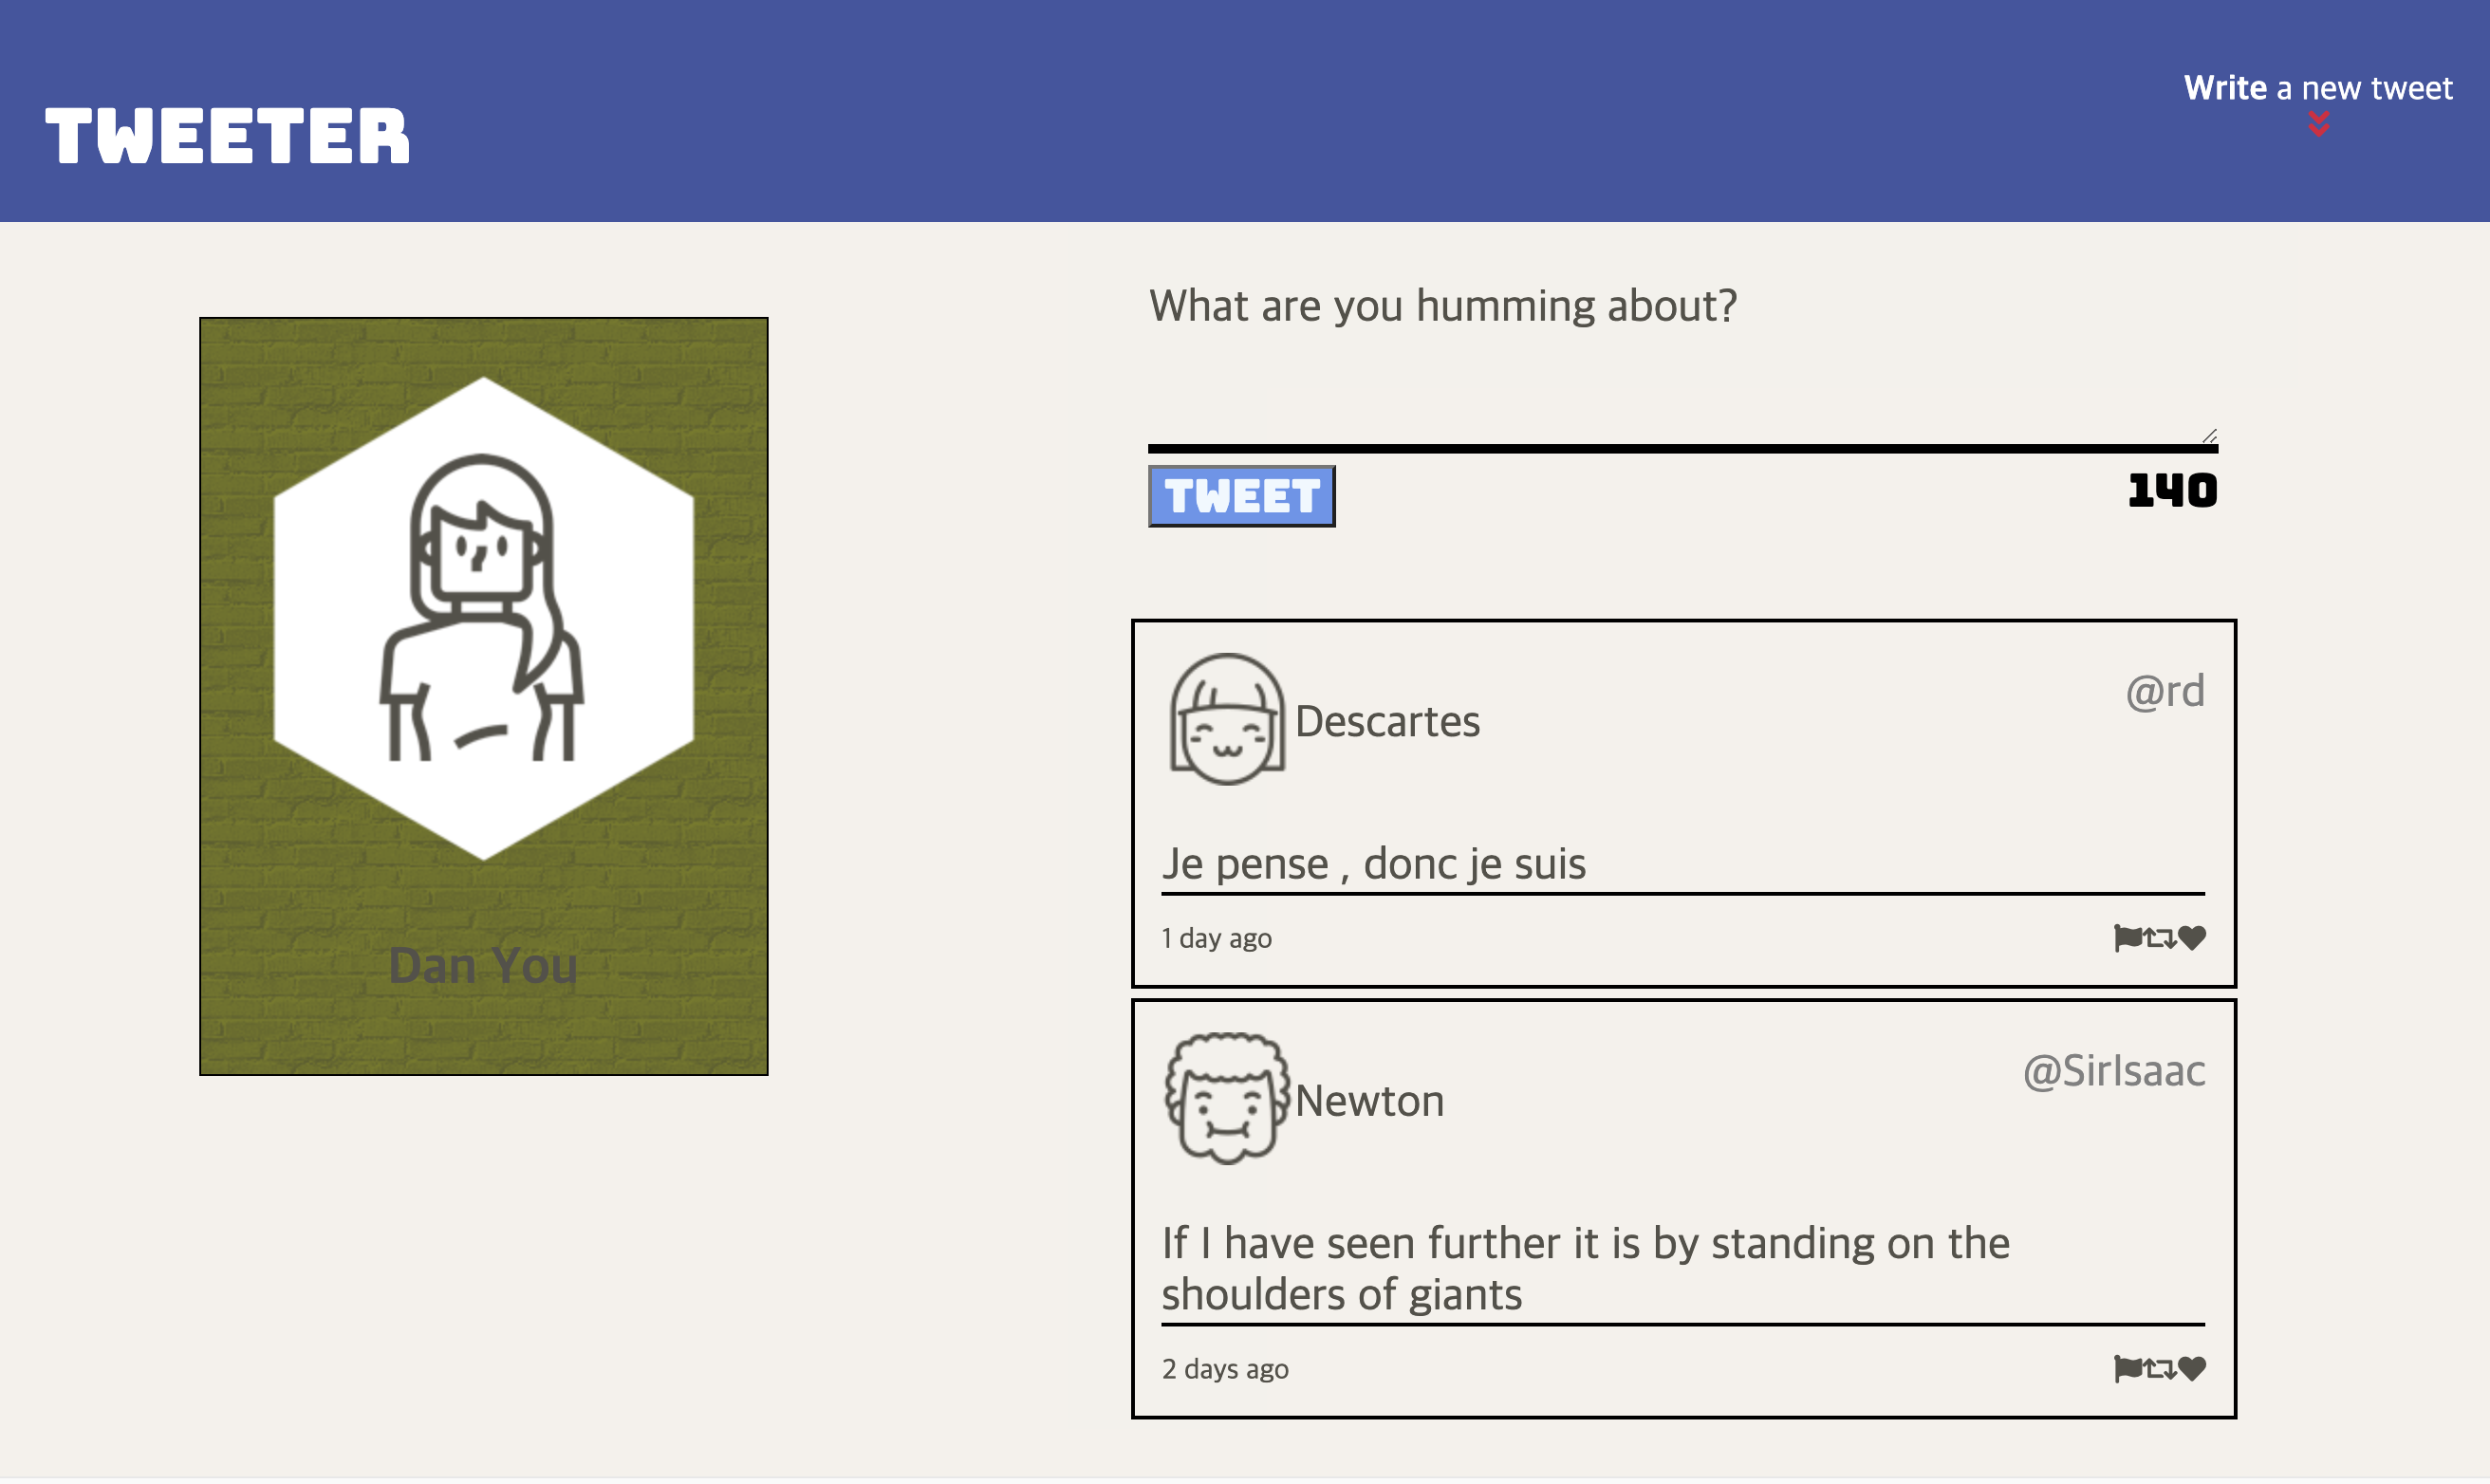 TWEETER
Write a new tweet
Dan You
What are you humming about?
TWEET
140
Descartes
@rd
Je pense , donc je suis
1 day ago
Newton
@SirIsaac
If I have seen further it is by standing on the
shoulders of giants
2 days ago